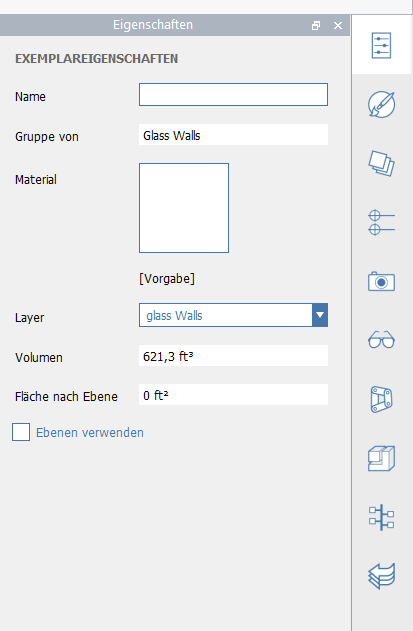 Eigenschaften
EXEMPLAREIGENSCHAFTEN
Name
Gruppe von Glass Walls
Material
[Vorgabe]
Layer glass Walls
Volumen 621,3 ft³
Fläche nach Ebene 0 ft²
Ebenen verwenden